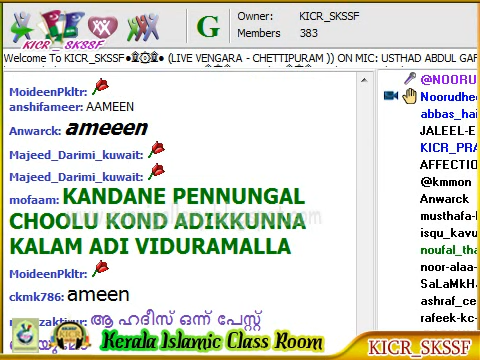 KICR_SKSSF
G
Owner: KICR_SKSSF
Members 383
Welcome To KICR_SKSSF (LIVE VENGARA - CHETTIPURAM )) ON MIC: USTHAD ABDUL GAF
MoideenPkltr:
anshifameer: AAMEEN
Anwarck: ameeen
Majeed_Darimi_kuwait:
Majeed_Darimi_kuwait:
mofaam: KANDANE PENNUNGAL
CHOOLU KOND ADIKKUNNA
KALAM ADI VIDURAMALLA
MoideenPkltr:
ckmk786: ameen
ആ ഹദീസ് ഒന്ന് പേസ്റ്റ്
@NOORU
Noorudhee
abbas_hai
JALEEL-E
KICR_PRA
AFFECTIO
@kmmon
Anwarck
mustafa-
isqu_kavu
noufal_tha
noor-alaa-
SaLaMkH
ashraf_ce
rafeek-kc-
Kerala Islamic Class Room
KICR_SKSSF